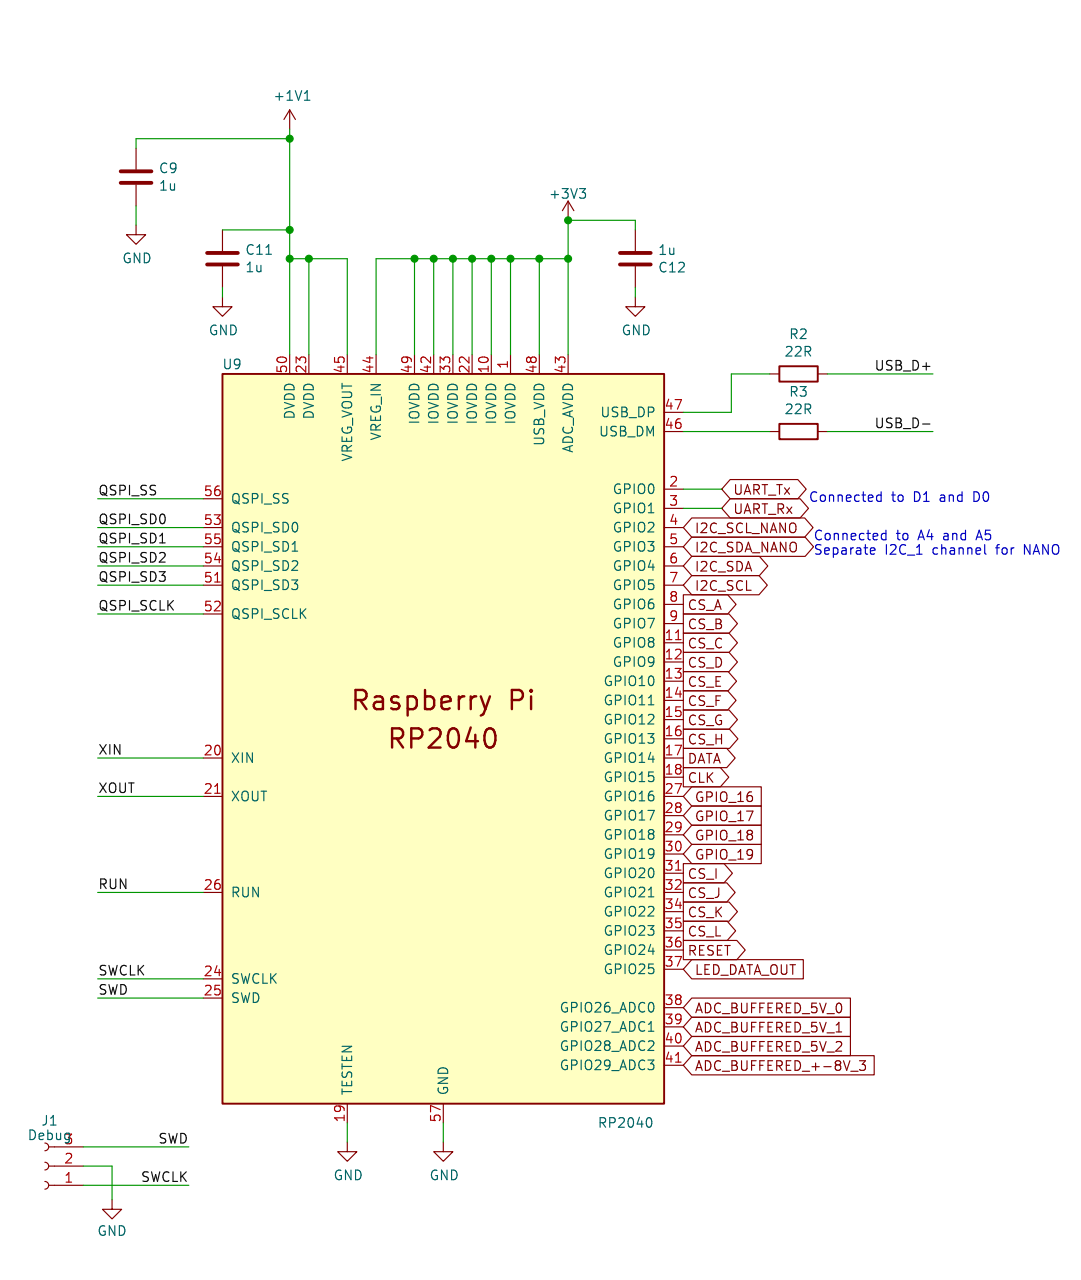 +1V1
C9
1u
GND
C11
1u
GND
+3V3
1u
C12
GND
R2
22R
USB_D+
R3
22R
USB_D-
U9
50
23
45
44
49
42
33
22
10
1
48
43
DVDD
DVDD
VREG_VOUT
VREG_IN
IOVDD
IOVDD
IOVDD
IOVDD
IOVDD
IOVDD
USB_VDD
ADC_AVDD
USB_DP 47
USB_DM 46
QSPI_SS 56 QSPI_SS
QSPI_SD0 53 QSPI_SD0
QSPI_SD1 55 QSPI_SD1
QSPI_SD2 54 QSPI_SD2
QSPI_SD3 51 QSPI_SD3
QSPI_SCLK 52 QSPI_SCLK
XIN 20 XIN
XOUT 21 XOUT
RUN 26 RUN
SWCLK 24 SWCLK
SWD 25 SWD
Raspberry Pi
RP2040
GPIO0 2 UART_Tx
GPIO1 3 UART_Rx
Connected to D1 and D0
GPIO2 4 I2C_SCL_NANO
GPIO3 5 I2C_SDA_NANO
Connected to A4 and A5
Separate I2C_1 channel for NANO
GPIO4 6 I2C_SDA
GPIO5 7 I2C_SCL
GPIO6 8 CS_A
GPIO7 9 CS_B
GPIO8 11 CS_C
GPIO9 12 CS_D
GPIO10 13 CS_E
GPIO11 14 CS_F
GPIO12 15 CS_G
GPIO13 16 CS_H
GPIO14 17 DATA
GPIO15 18 CLK
GPIO16 27 GPIO_16
GPIO17 28 GPIO_17
GPIO18 29 GPIO_18
GPIO19 30 GPIO_19
GPIO20 31 CS_I
GPIO21 32 CS_J
GPIO22 34 CS_K
GPIO23 35 CS_L
GPIO24 36 RESET
GPIO25 37 LED_DATA_OUT
GPIO26_ADC0 38 ADC_BUFFERED_5V_0
GPIO27_ADC1 39 ADC_BUFFERED_5V_1
GPIO28_ADC2 40 ADC_BUFFERED_5V_2
GPIO29_ADC3 41 ADC_BUFFERED_+-8V_3
TESTEN
GND
19
57
RP2040
GND
GND
J1
Debug
3 SWD
2
1 SWCLK
GND